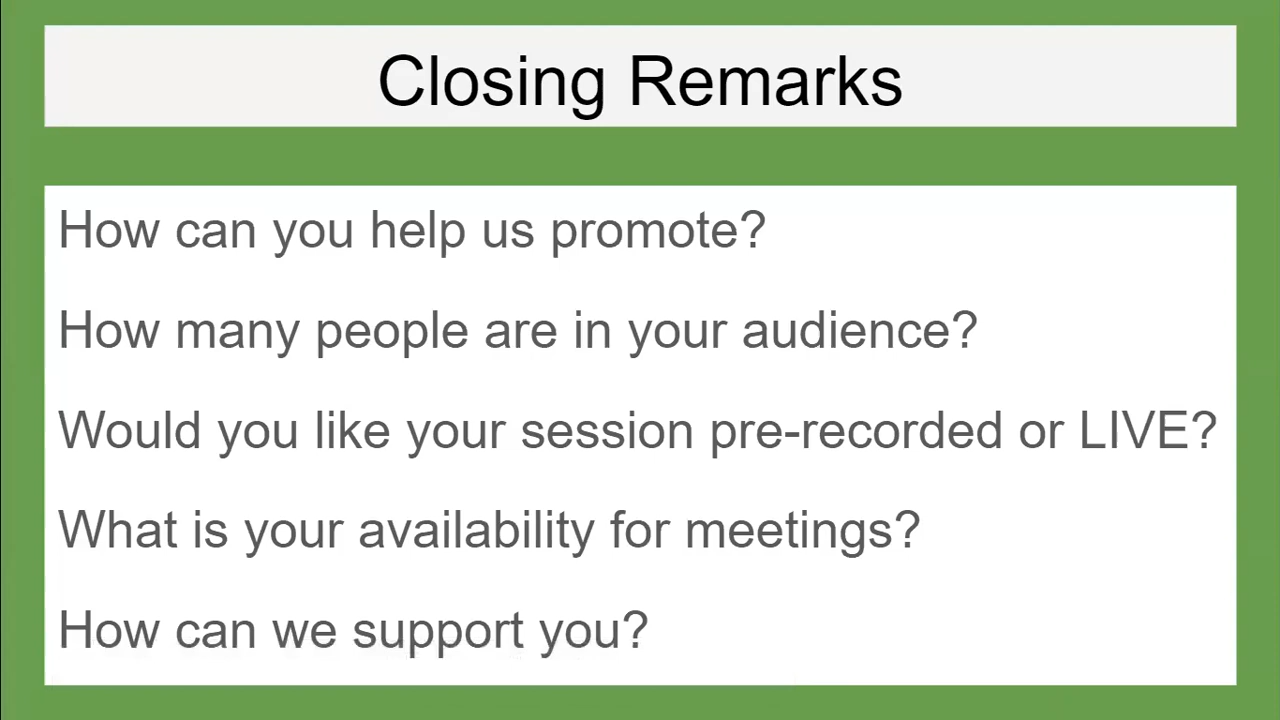 Closing Remarks
How can you help us promote?
How many people are in your audience?
Would you like your session pre-recorded or LIVE?
What is your availability for meetings?
How can we support you?